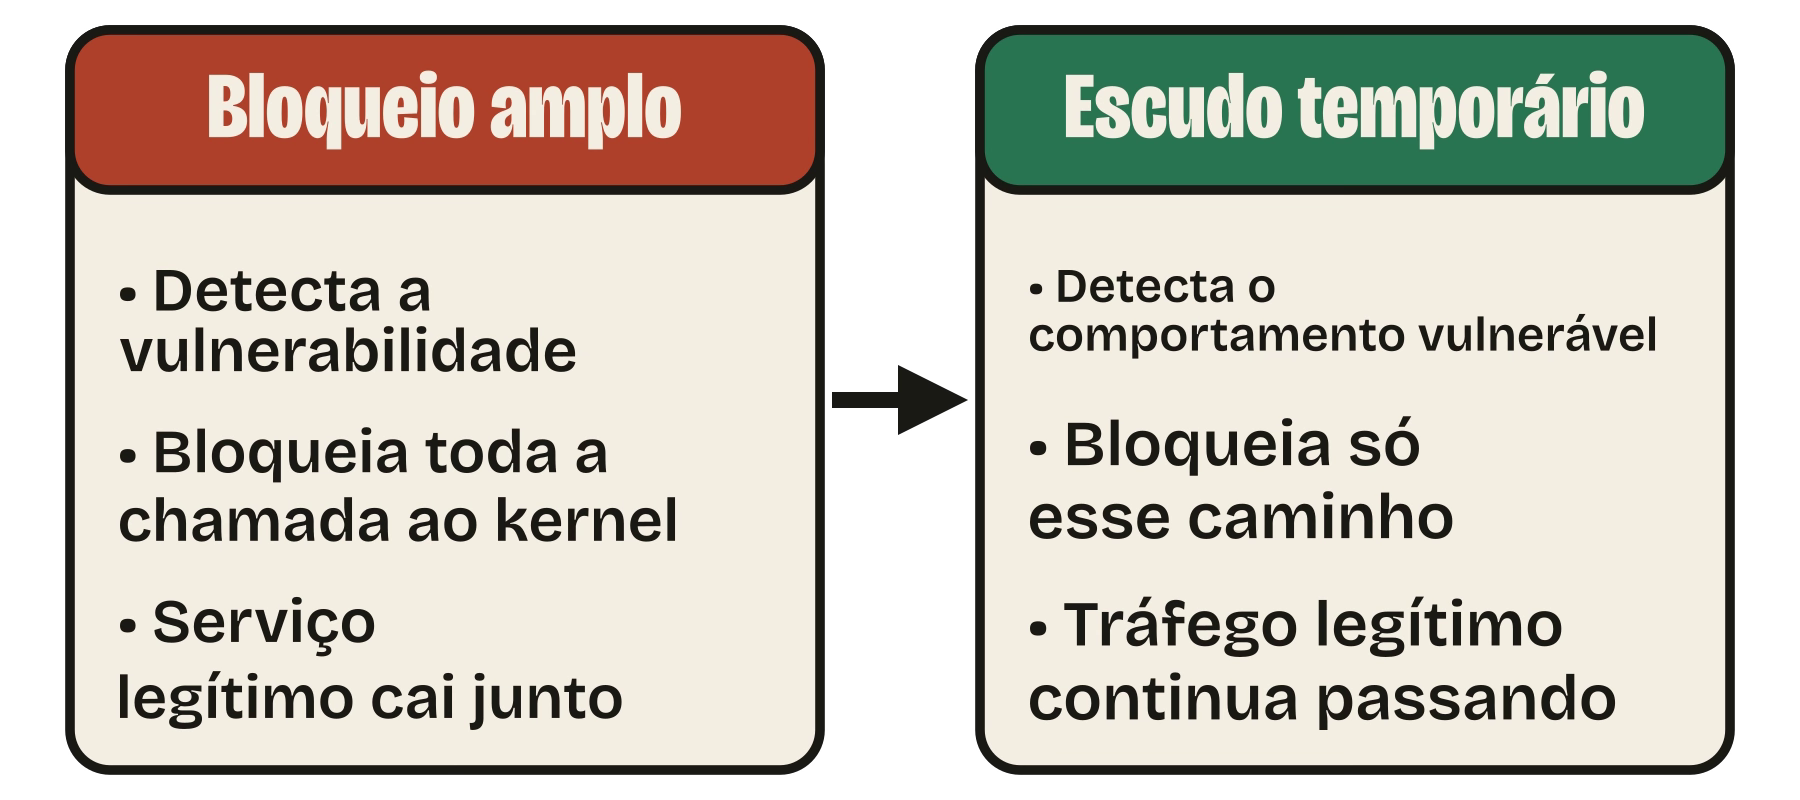 Bloqueio amplo
• Detecta a
vulnerabilidade
• Bloqueia toda a
chamada ao kernel
• Serviço
legítimo cai junto
Escudo temporário
• Detecta o
comportamento vulnerável
• Bloqueia só
esse caminho
• Tráfego legítimo
continua passando